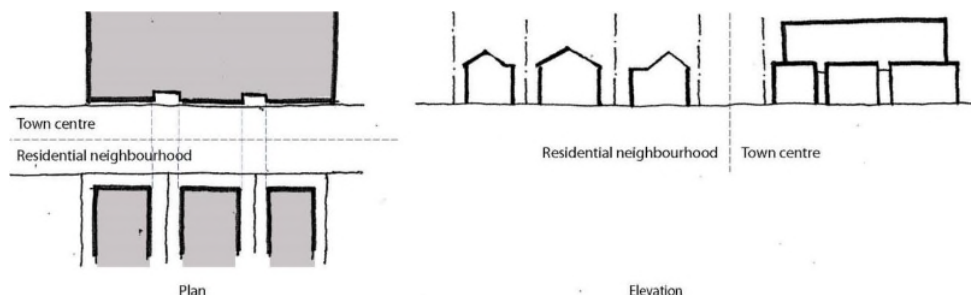 Town centre
Residential neighbourhood
Plan
Residential neighbourhood
Town centre
Elevation